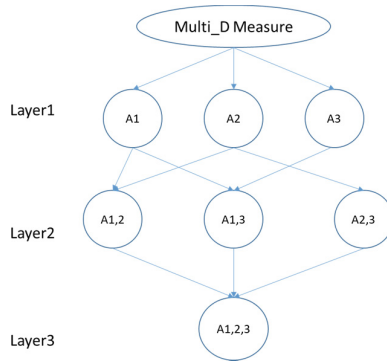 Multi_D Measure
Layer1
A1
A2
A3
Layer2
A1,2
A1,3
A2,3
Layer3
A1,2,3